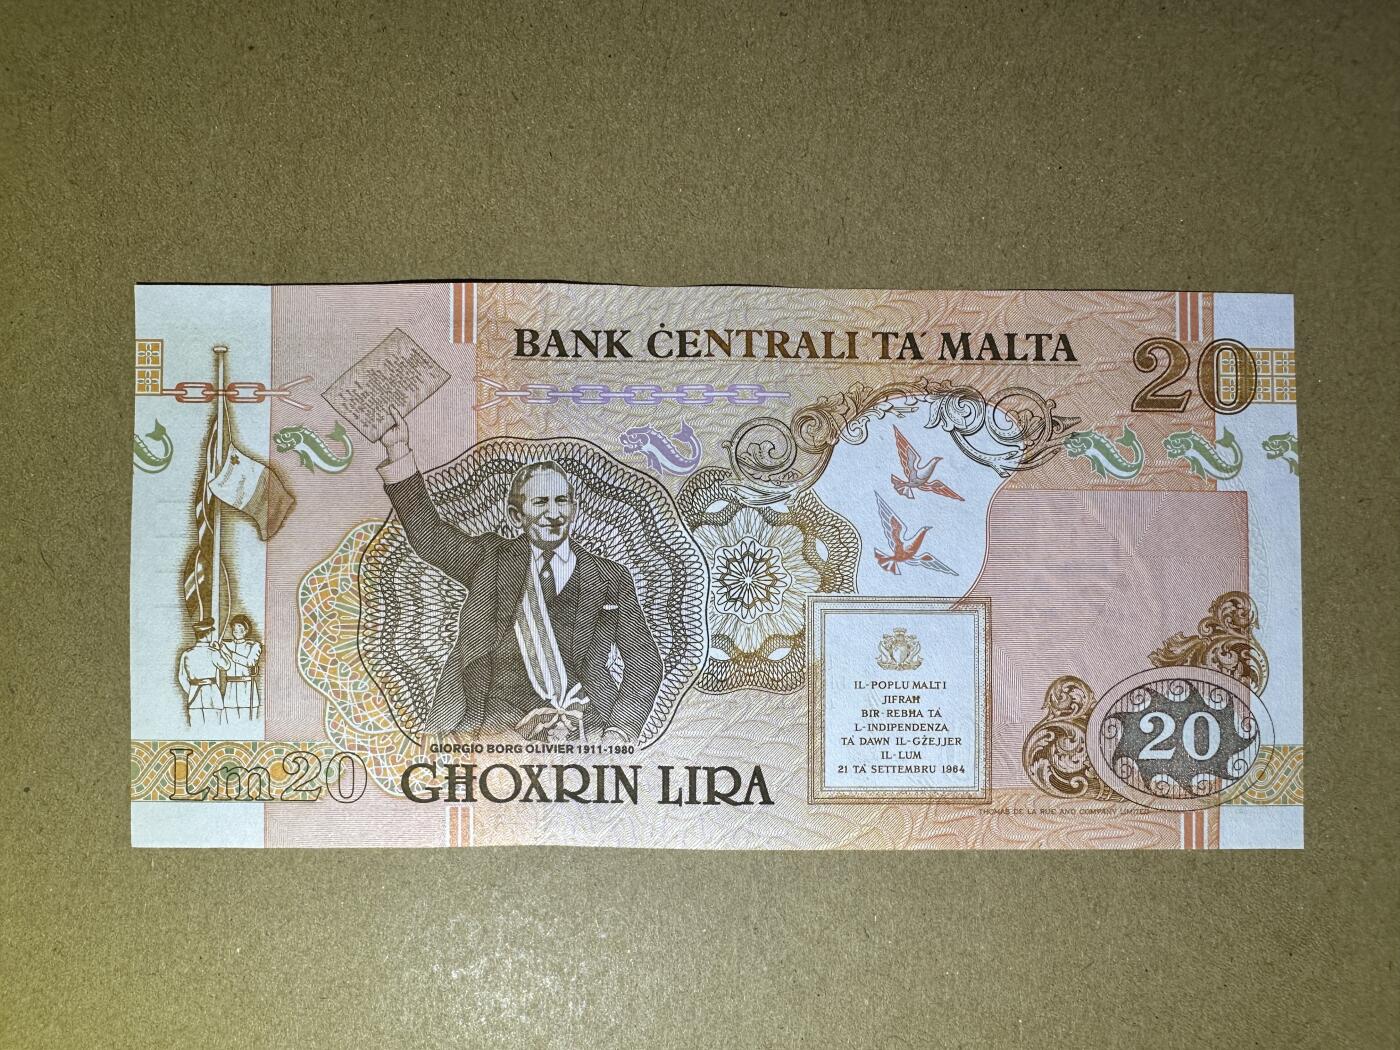 BANK ĊENTRALI TA' MALTA
20
GIORGIO BORG OLIVIER 1911-1980
Lm20
GĦOXRIN LIRA
IL-POPLU MALTI
JIFRAĦ
BIR-REBĦA TA'
L-INDIPENDENZA
TA' DAWN IL-GŻEJJER
IL-LUM
21 TA' SETTEMBRU 1964
20
THOMAS DE LA RUE AND COMPANY LIMITED